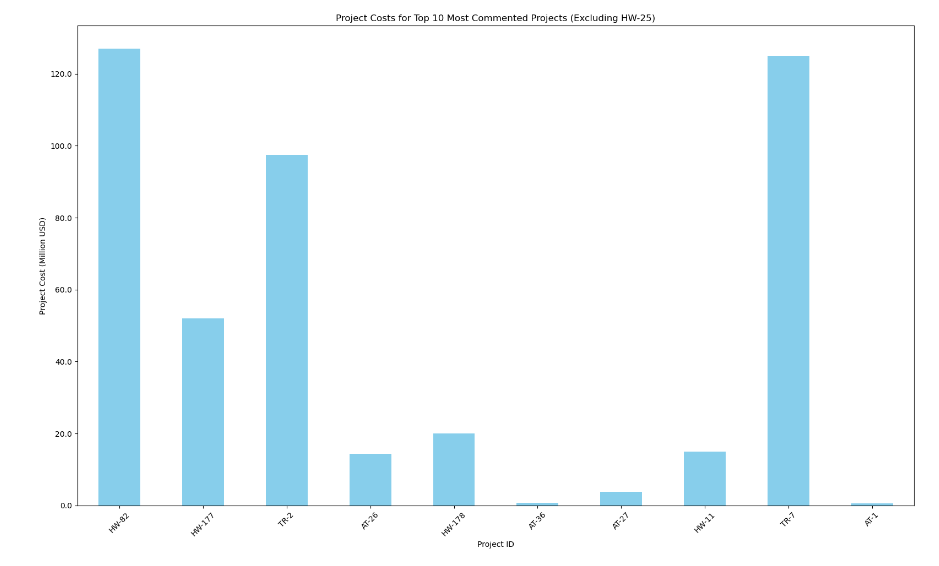 Project Costs for Top 10 Most Commented Projects (Excluding HW-25)
Project Cost (Million USD)
120.0
100.0
80.0
60.0
40.0
20.0
0.0
HW-82
HW-177
TR-2
AT-26
HW-178
AT-36
AT-27
HW-11
TR-7
AT-1
Project ID